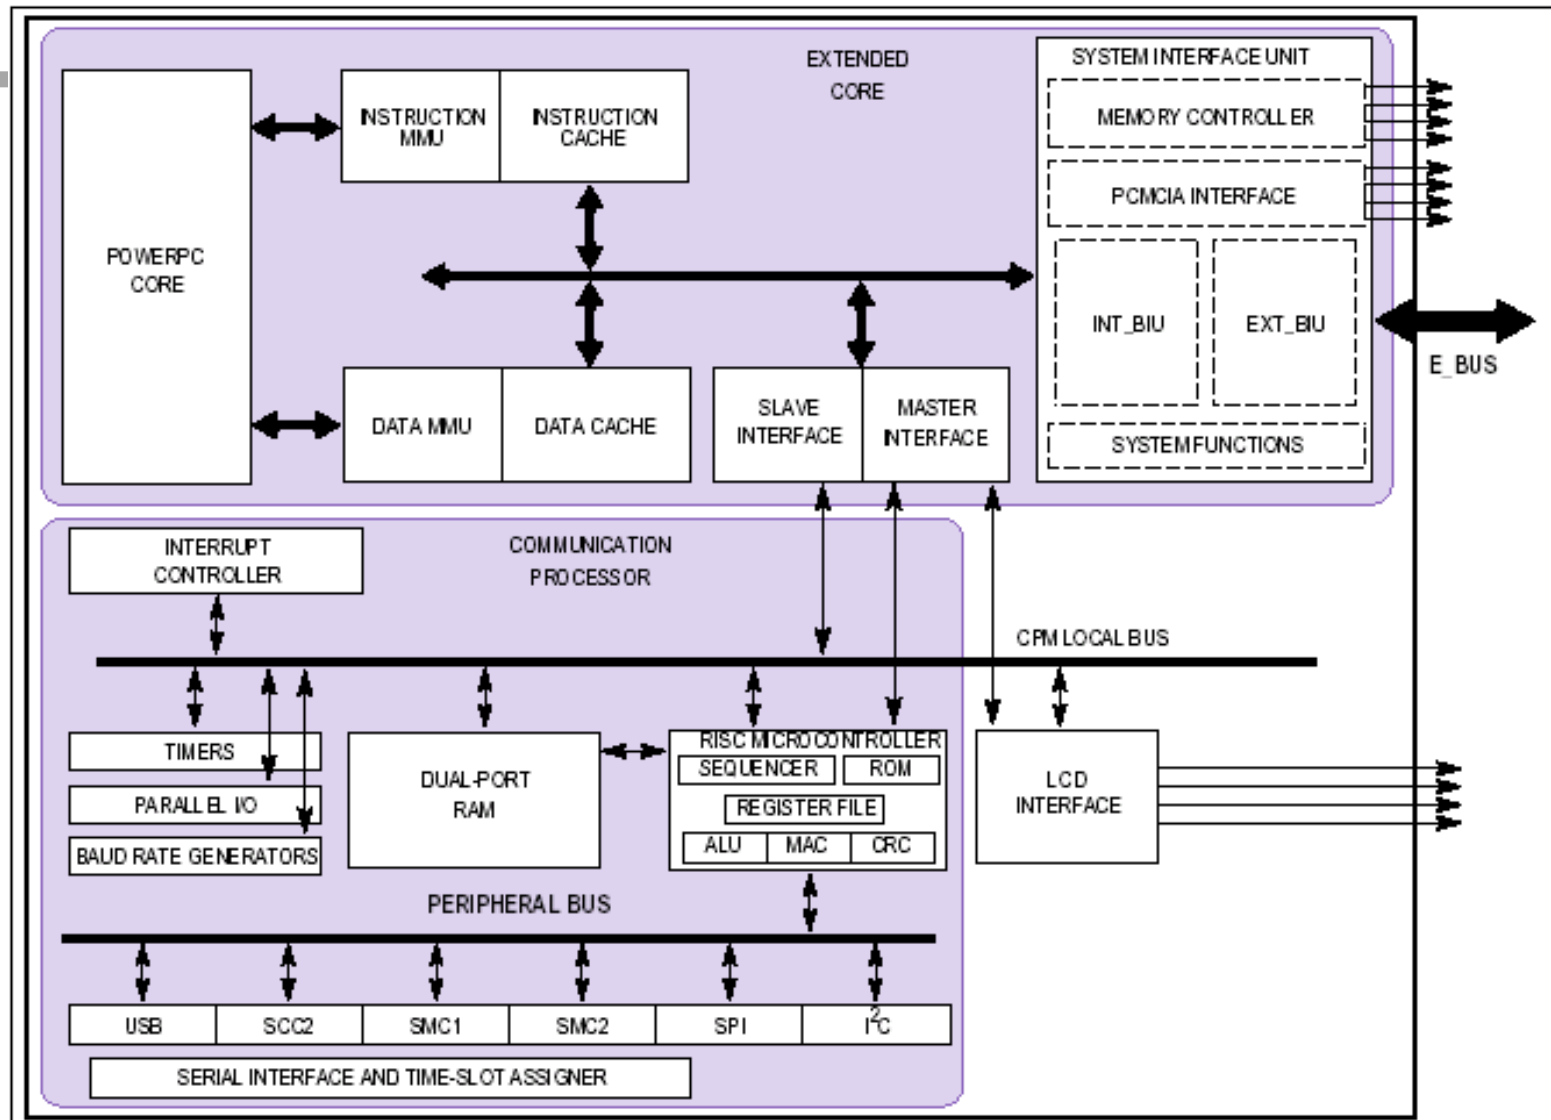 EXTENDED
CORE
SYSTEM INTERFACE UNIT
MEMORY CONTROLLER
PCMCIA INTERFACE
INT_BIU
EXT_BIU
SYSTEM FUNCTIONS
E_BUS
POWERPC
CORE
INSTRUCTION
MMU
INSTRUCTION
CACHE
DATA MMU
DATA CACHE
SLAVE
INTERFACE
MASTER
INTERFACE
INTERRUPT
CONTROLLER
COMMUNICATION
PROCESSOR
CPM LOCAL BUS
TIMERS
PARALLEL I/O
BAUD RATE GENERATORS
DUAL-PORT
RAM
RISC MICROCONTROLLER
SEQUENCER
ROM
REGISTER FILE
ALU
MAC
CRC
LCD
INTERFACE
PERIPHERAL BUS
USB
SCC2
SMC1
SMC2
SPI
I²C
SERIAL INTERFACE AND TIME-SLOT ASSIGNER